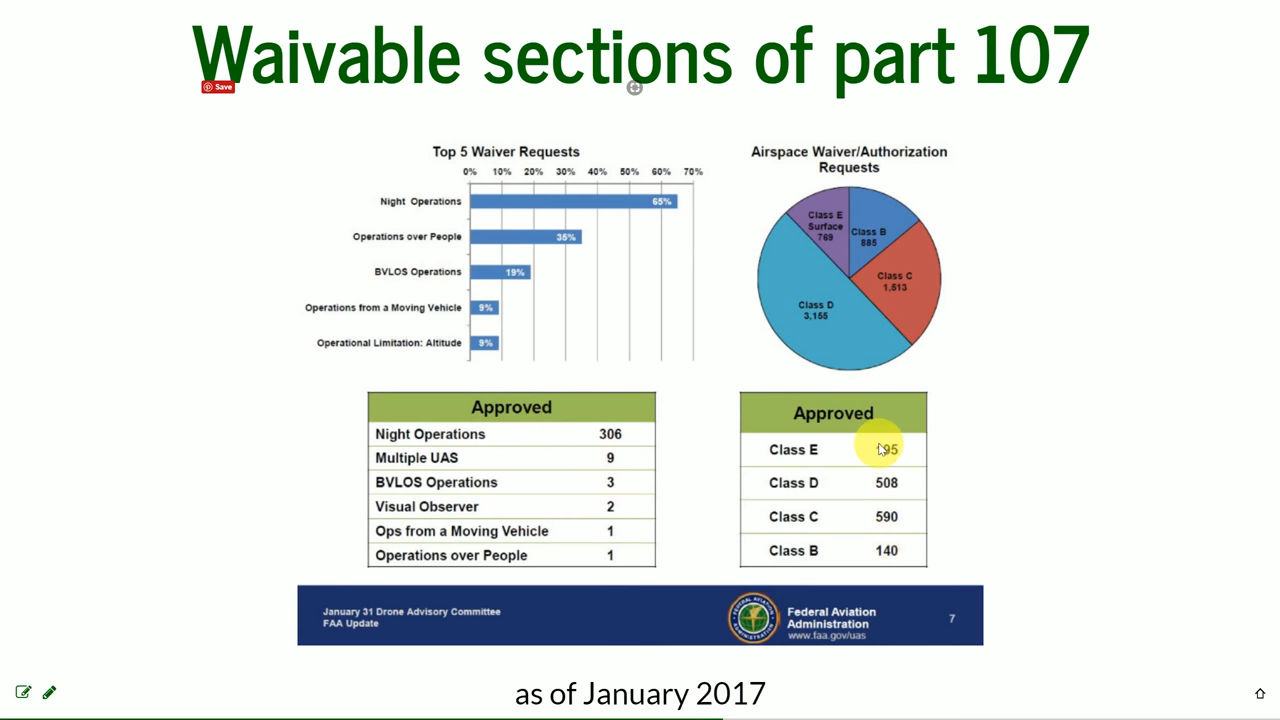 Waivable sections of part 107
Save
Top 5 Waiver Requests
0% 10% 20% 30% 40% 50% 60% 70%
Night Operations 65%
Operations over People 35%
BVLOS Operations 19%
Operations from a Moving Vehicle 9%
Operational Limitation: Altitude 9%
Airspace Waiver/Authorization
Requests
Class E
Surface
769
Class B
885
Class C
1,513
Class D
3,155
Approved
Night Operations 306
Multiple UAS 9
BVLOS Operations 3
Visual Observer 2
Ops from a Moving Vehicle 1
Operations over People 1
Approved
Class E
Class D 508
Class C 590
Class B 140
January 31 Drone Advisory Committee
FAA Update
Federal Aviation
Administration
www.faa.gov/uas
7
as of January 2017